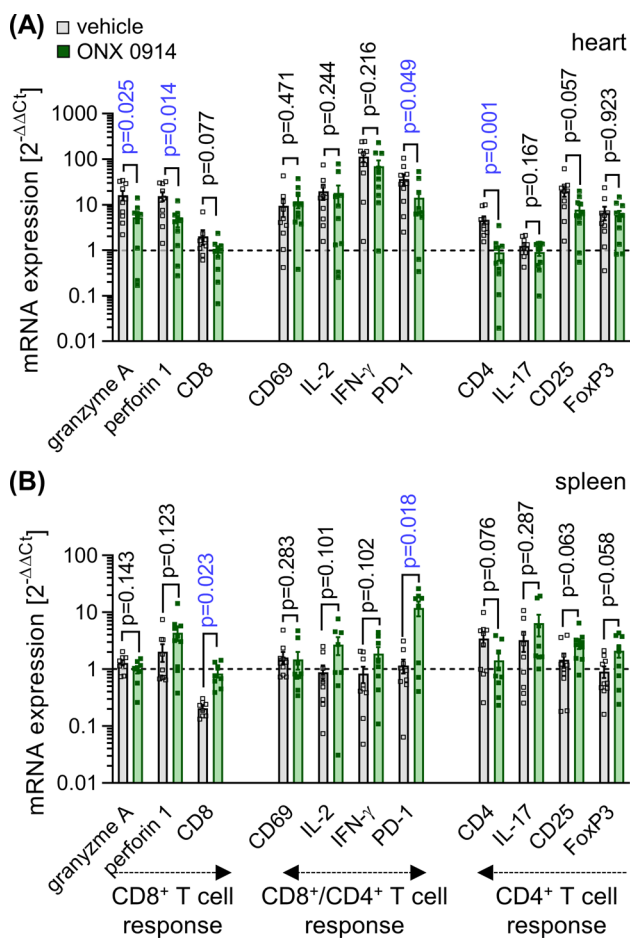 (A)
vehicle
ONX 0914
heart
p=0.025
p=0.014
p=0.077
p=0.471
p=0.244
p=0.216
p=0.049
p=0.001
p=0.167
p=0.057
p=0.923
mRNA expression [2-ΔΔCt]
1000
100
10
1
0.1
0.01
granzyme A
perforin 1
CD8
CD69
IL-2
IFN-γ
PD-1
CD4
IL-17
CD25
FoxP3
(B)
spleen
p=0.143
p=0.123
p=0.023
p=0.283
p=0.101
p=0.102
p=0.018
p=0.076
p=0.287
p=0.063
p=0.058
mRNA expression [2-ΔΔCt]
100
10
1
0.1
0.01
granyzme A
perforin 1
CD8
CD69
IL-2
IFN-γ
PD-1
CD4
IL-17
CD25
FoxP3
CD8+ T cell
response
CD8+/CD4+ T cell
response
CD4+ T cell
response